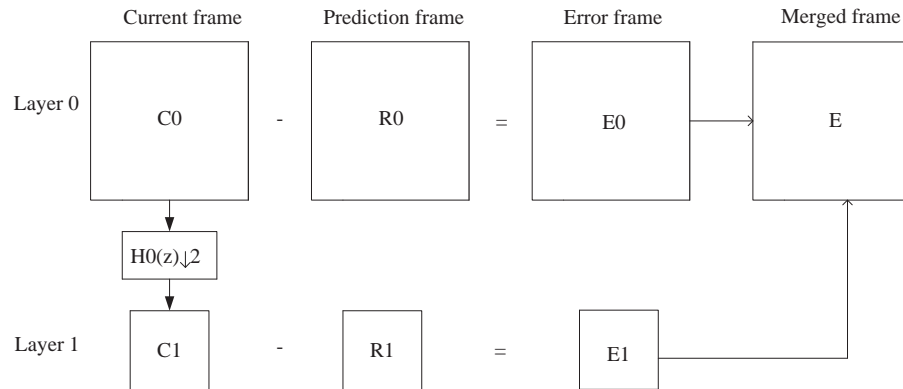 Current frame
Prediction frame
Error frame
Merged frame
Layer 0
C0
-
R0
=
E0
E
H0(z)↓2
Layer 1
C1
-
R1
=
E1